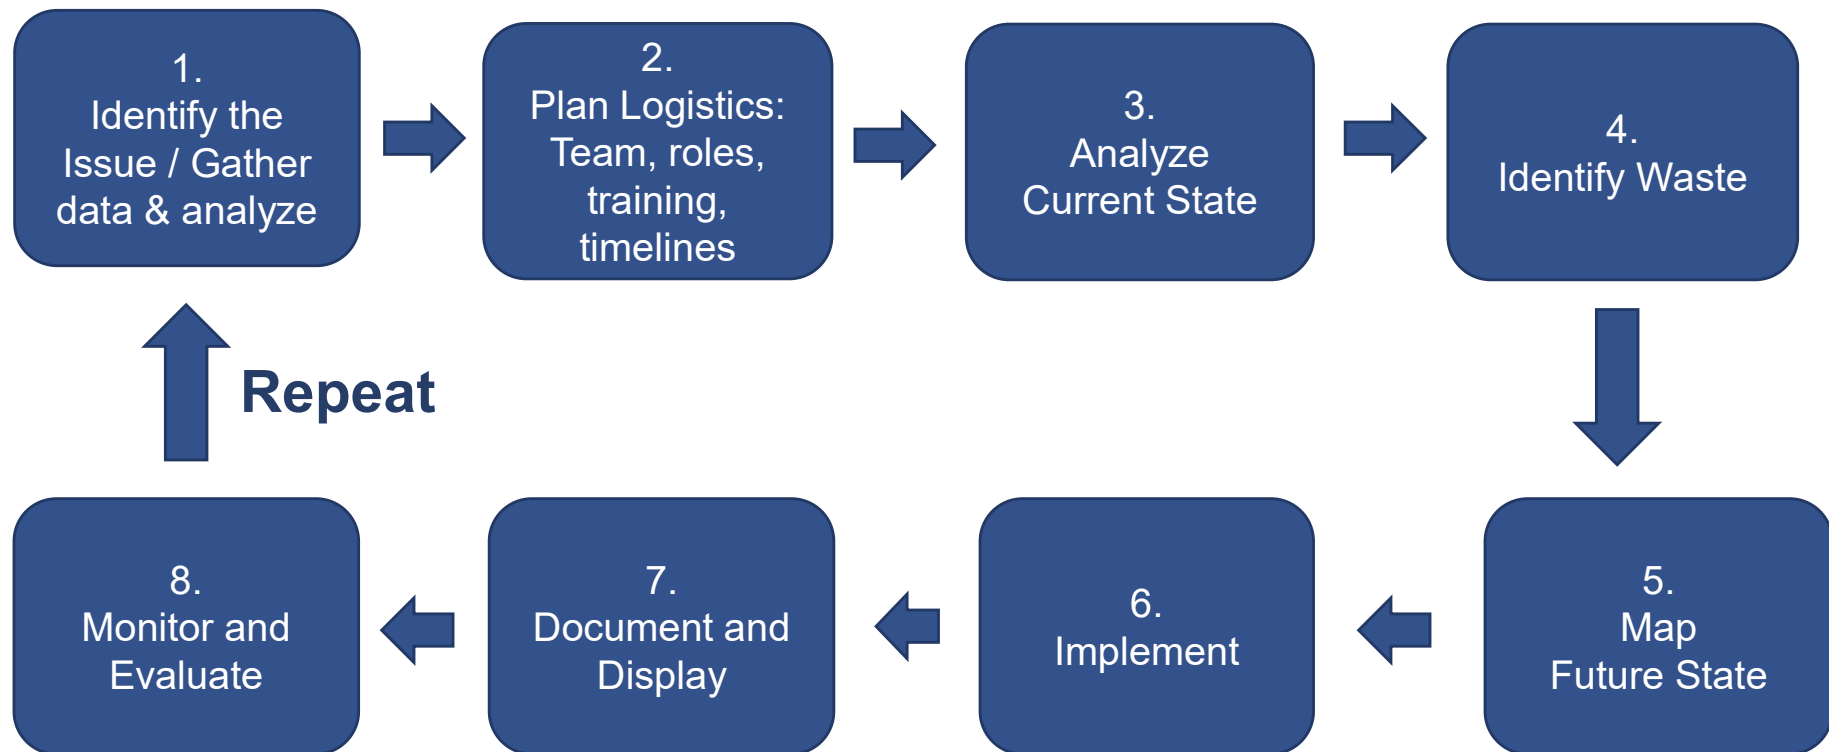 1.
Identify the
Issue / Gather
data & analyze
2.
Plan Logistics:
Team, roles,
training,
timelines
3.
Analyze
Current State
4.
Identify Waste
Repeat
8.
Monitor and
Evaluate
7.
Document and
Display
6.
Implement
5.
Map
Future State